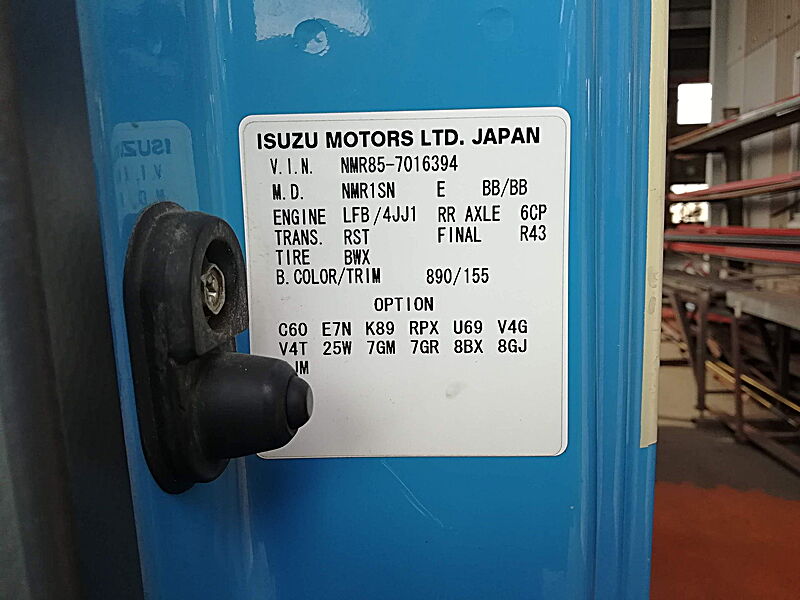 ISUZU MOTORS LTD. JAPAN
V.I.N. NMR85-7016394
M.D. NMR1SN E BB/BB
ENGINE LFB/4JJ1 RR AXLE 6CP
TRANS. RST FINAL R43
TIRE BWX
B.COLOR/TRIM 890/155
OPTION
C60 E7N K89 RPX U69 V4G
V4T 25W 7GM 7GR 8BX 8GJ